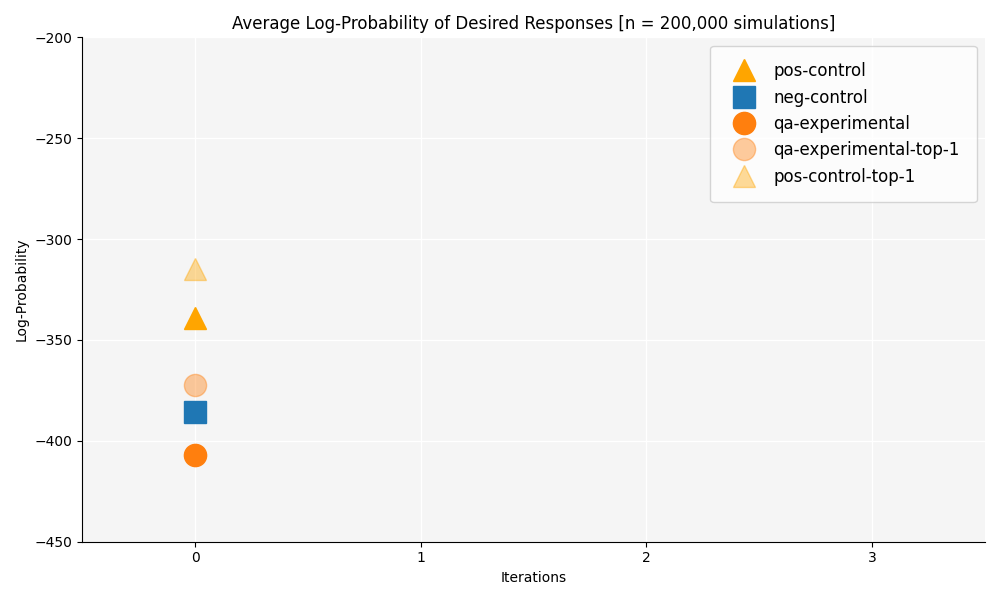 Average Log-Probability of Desired Responses [n = 200,000 simulations]
−200
−250
−300
−350
−400
−450
Log-Probability
pos-control
neg-control
qa-experimental
qa-experimental-top-1
pos-control-top-1
0 1 2 3
Iterations